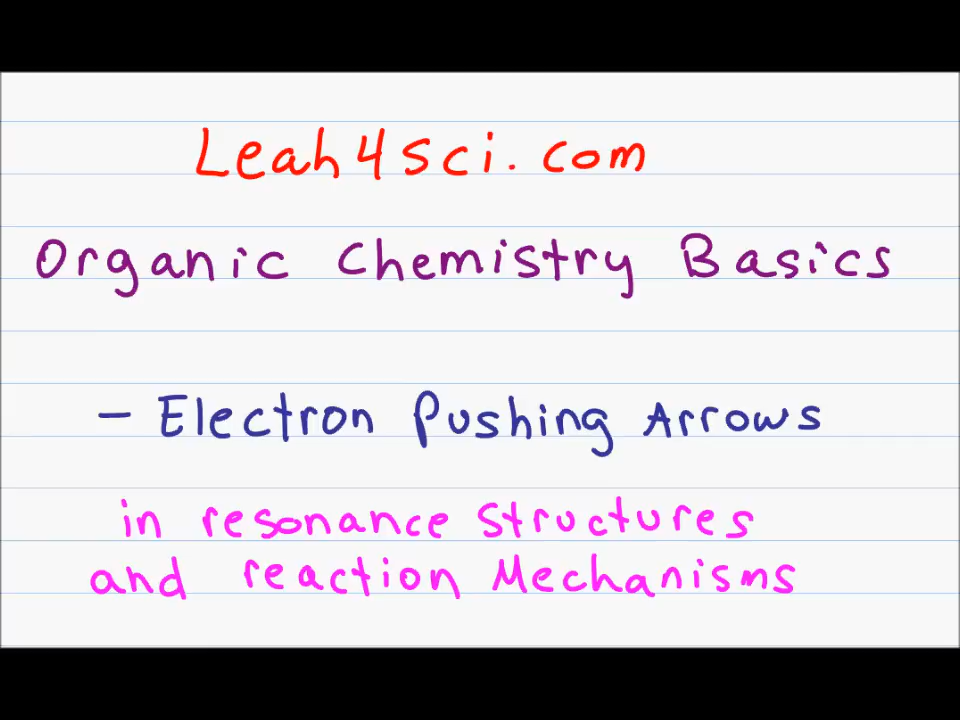 Leah4sci.com
Organic Chemistry Basics
- Electron Pushing Arrows
in resonance structures
and reaction Mechanisms